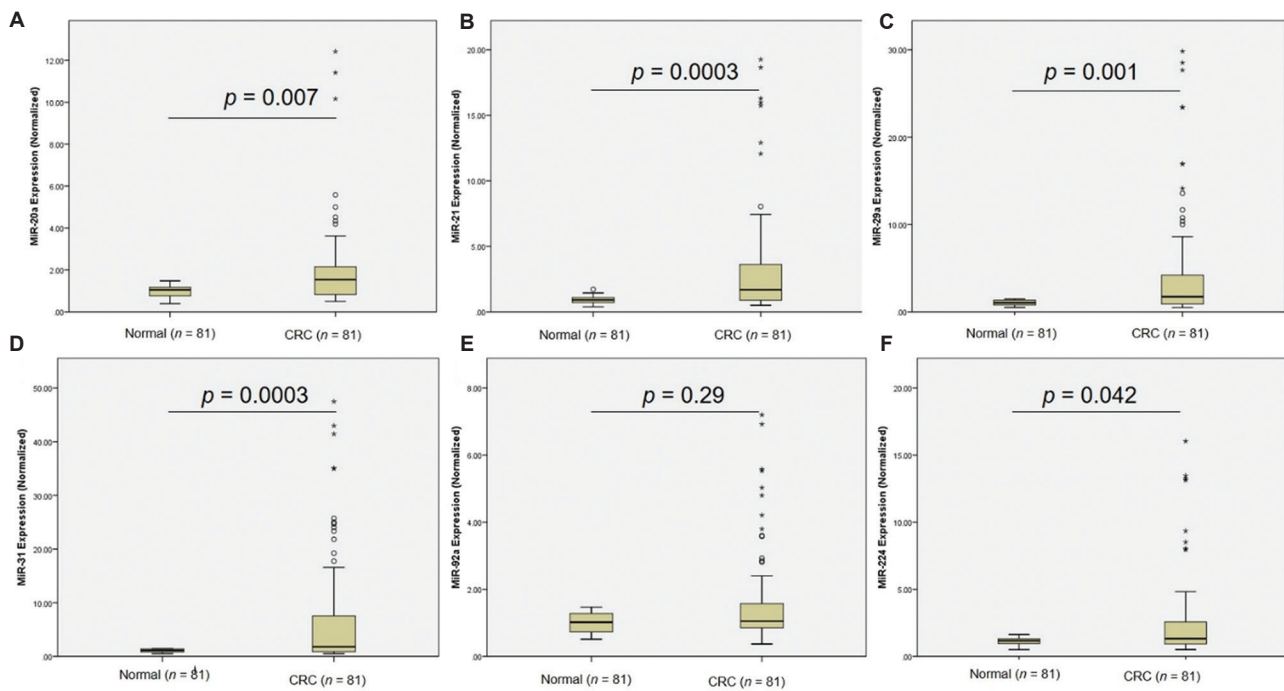 A
MiR-20a Expression (Normalized)
12.00
10.00
8.00
6.00
4.00
2.00
.00
p = 0.007
Normal (n = 81)
CRC (n = 81)
B
MiR-21 Expression (Normalized)
20.00
15.00
10.00
5.00
.00
p = 0.0003
Normal (n = 81)
CRC (n = 81)
C
MiR-29a Expression (Normalized)
30.00
20.00
10.00
.00
p = 0.001
Normal (n = 81)
CRC (n = 81)
D
MiR-31 Expression (Normalized)
50.00
40.00
30.00
20.00
10.00
.00
p = 0.0003
Normal (n = 81)
CRC (n = 81)
E
MiR-92a Expression (Normalized)
8.00
6.00
4.00
2.00
.00
p = 0.29
Normal (n = 81)
CRC (n = 81)
F
MiR-224 Expression (Normalized)
20.00
15.00
10.00
5.00
.00
p = 0.042
Normal (n = 81)
CRC (n = 81)